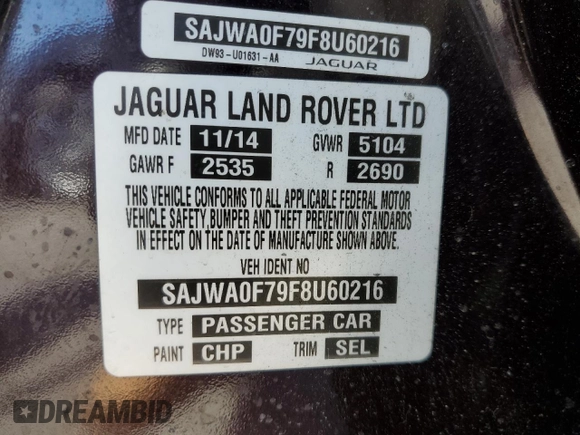 SAJWA0F79F8U60216
DW93-U01631-AA JAGUAR
JAGUAR LAND ROVER LTD
MFD DATE 11/14 GVWR 5104
GAWR F 2535 R 2690
THIS VEHICLE CONFORMS TO ALL APPLICABLE FEDERAL MOTOR
VEHICLE SAFETY,BUMPER AND THEFT PREVENTION STANDARDS
IN EFFECT ON THE DATE OF MANUFACTURE SHOWN ABOVE.
VEH IDENT NO
SAJWA0F79F8U60216
TYPE PASSENGER CAR
PAINT CHP TRIM SEL
DREAMBID